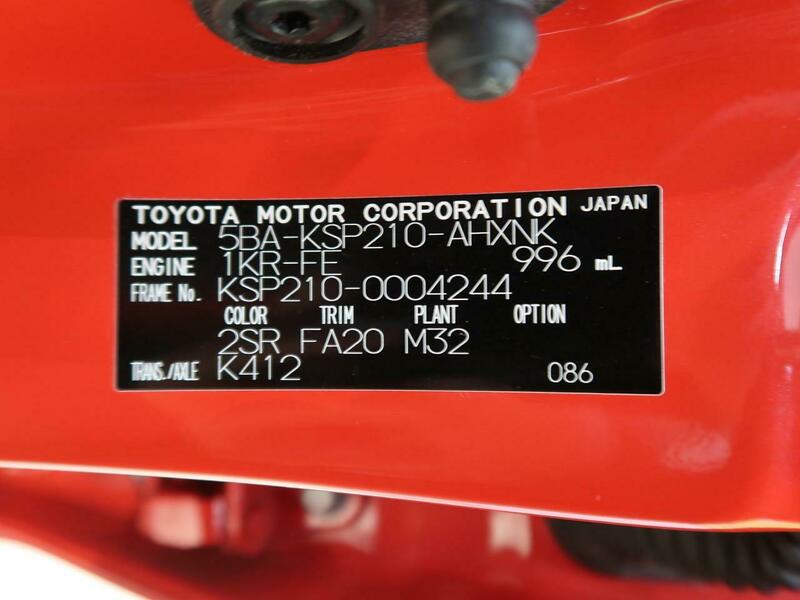 TOYOTA MOTOR CORPORATION JAPAN
MODEL 5BA-KSP210-AHXNK
ENGINE 1KR-FE 996 mL
FRAME No. KSP210-0004244
COLOR TRIM PLANT OPTION
2SR FA20 M32
TRANS./AXLE K412 086